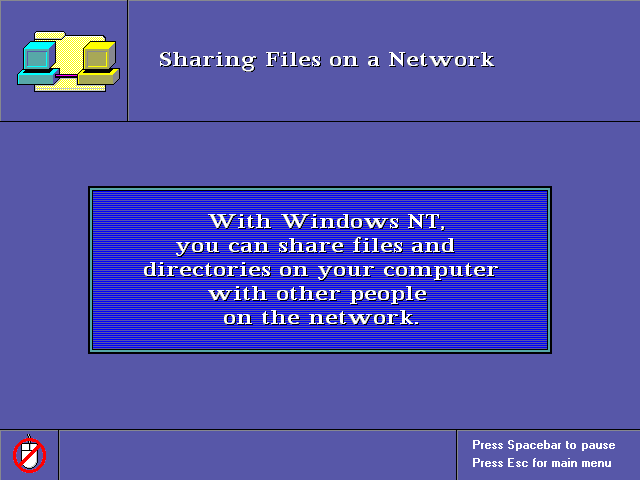 Sharing Files on a Network
With Windows NT,
you can share files and
directories on your computer
with other people
on the network.
Press Spacebar to pause
Press Esc for main menu